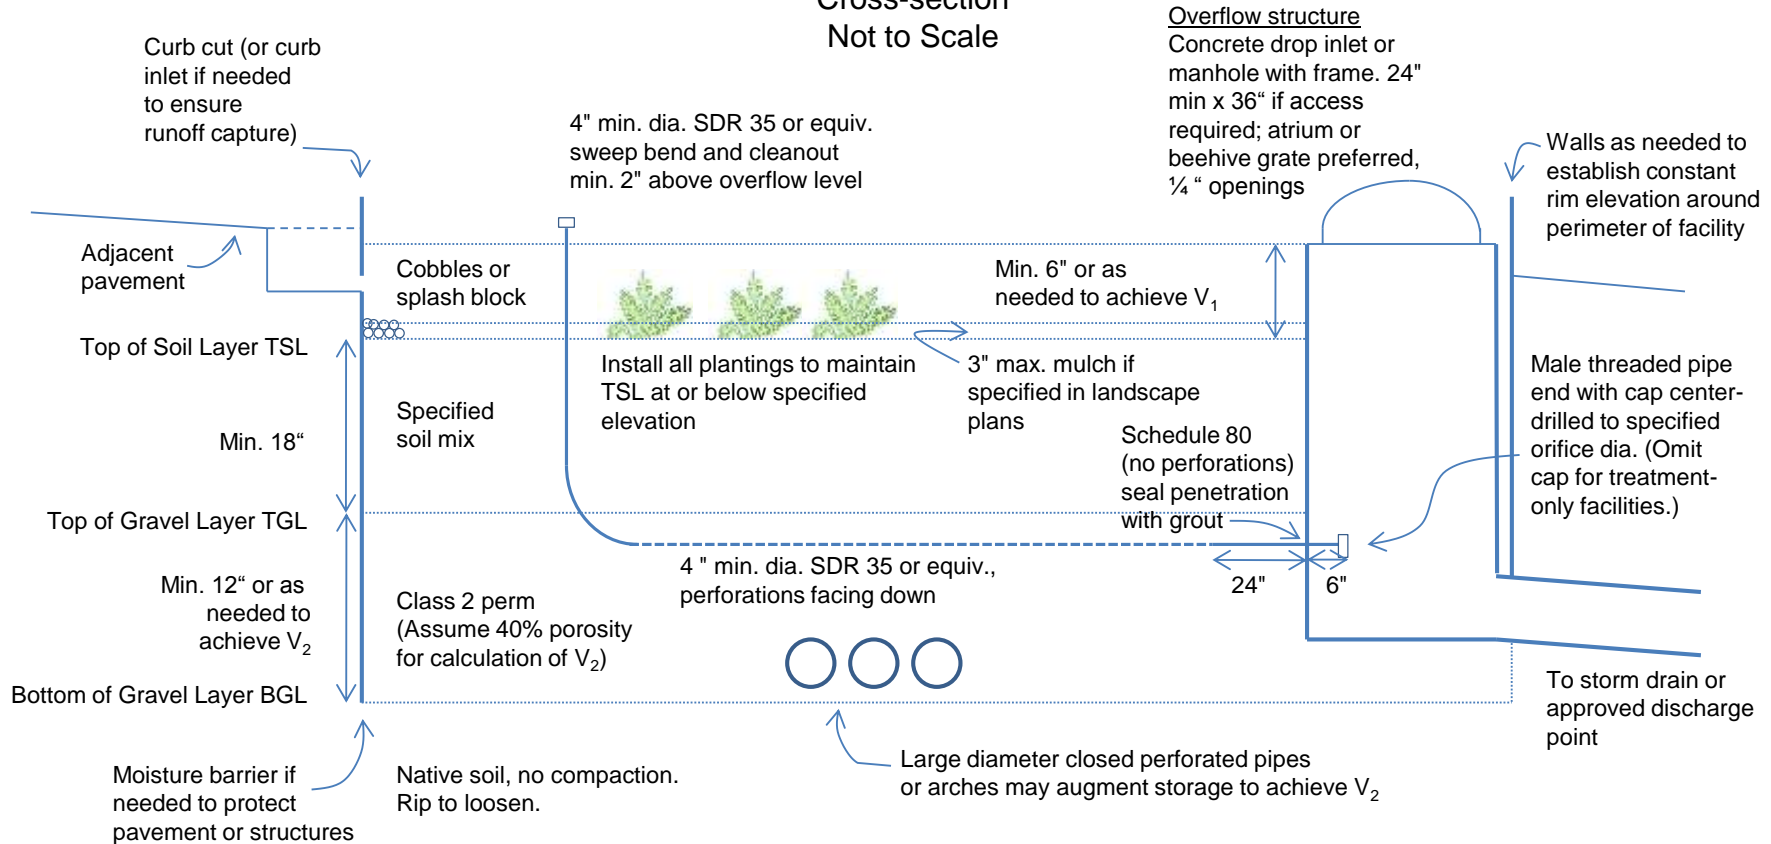 Cross-section
Not to Scale
Overflow structure
Concrete drop inlet or
manhole with frame. 24"
min x 36“ if access
required; atrium or
beehive grate preferred,
¼ “ openings
Curb cut (or curb
inlet if needed
to ensure
runoff capture)
4" min. dia. SDR 35 or equiv.
sweep bend and cleanout
min. 2" above overflow level
Walls as needed to
establish constant
rim elevation around
perimeter of facility
Adjacent
pavement
Cobbles or
splash block
Min. 6" or as
needed to achieve V1
Top of Soil Layer TSL
Install all plantings to maintain
TSL at or below specified
elevation
3" max. mulch if
specified in landscape
plans
Male threaded pipe
end with cap center-
drilled to specified
orifice dia. (Omit
cap for treatment-
only facilities.)
Min. 18“
Specified
soil mix
Schedule 80
(no perforations)
seal penetration
with grout
Top of Gravel Layer TGL
4 " min. dia. SDR 35 or equiv.,
perforations facing down
24"
6"
Min. 12“ or as
needed to
achieve V2
Class 2 perm
(Assume 40% porosity
for calculation of V2)
Bottom of Gravel Layer BGL
To storm drain or
approved discharge
point
Moisture barrier if
needed to protect
pavement or structures
Native soil, no compaction.
Rip to loosen.
Large diameter closed perforated pipes
or arches may augment storage to achieve V2